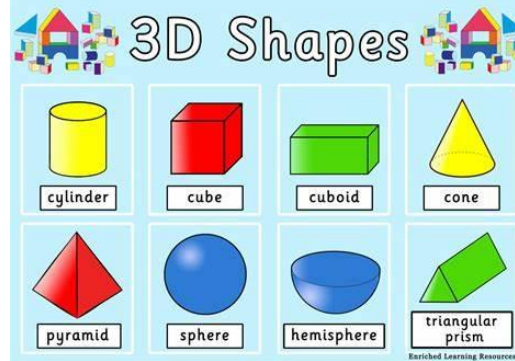 3D Shapes
cylinder
cube
cuboid
cone
pyramid
sphere
hemisphere
triangular
prism
Enriched Learning Resources